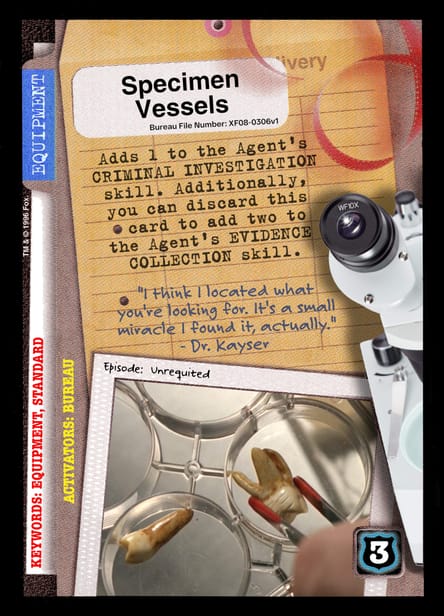 ivery
Specimen
Vessels
Bureau File Number: XF08-0306v1
EQUIPMENT
TM & © 1996 Fox.
Adds 1 to the Agent's
CRIMINAL INVESTIGATION
skill. Additionally,
you can discard this
card to add two to
the Agent's EVIDENCE
COLLECTION skill.
WF10X
"I think I located what
you're looking for. It's a small
miracle I found it, actually."
- Dr. Kayser
KEYWORDS: EQUIPMENT, STANDARD
ACTIVATORS: BUREAU
Episode: Unrequited
3